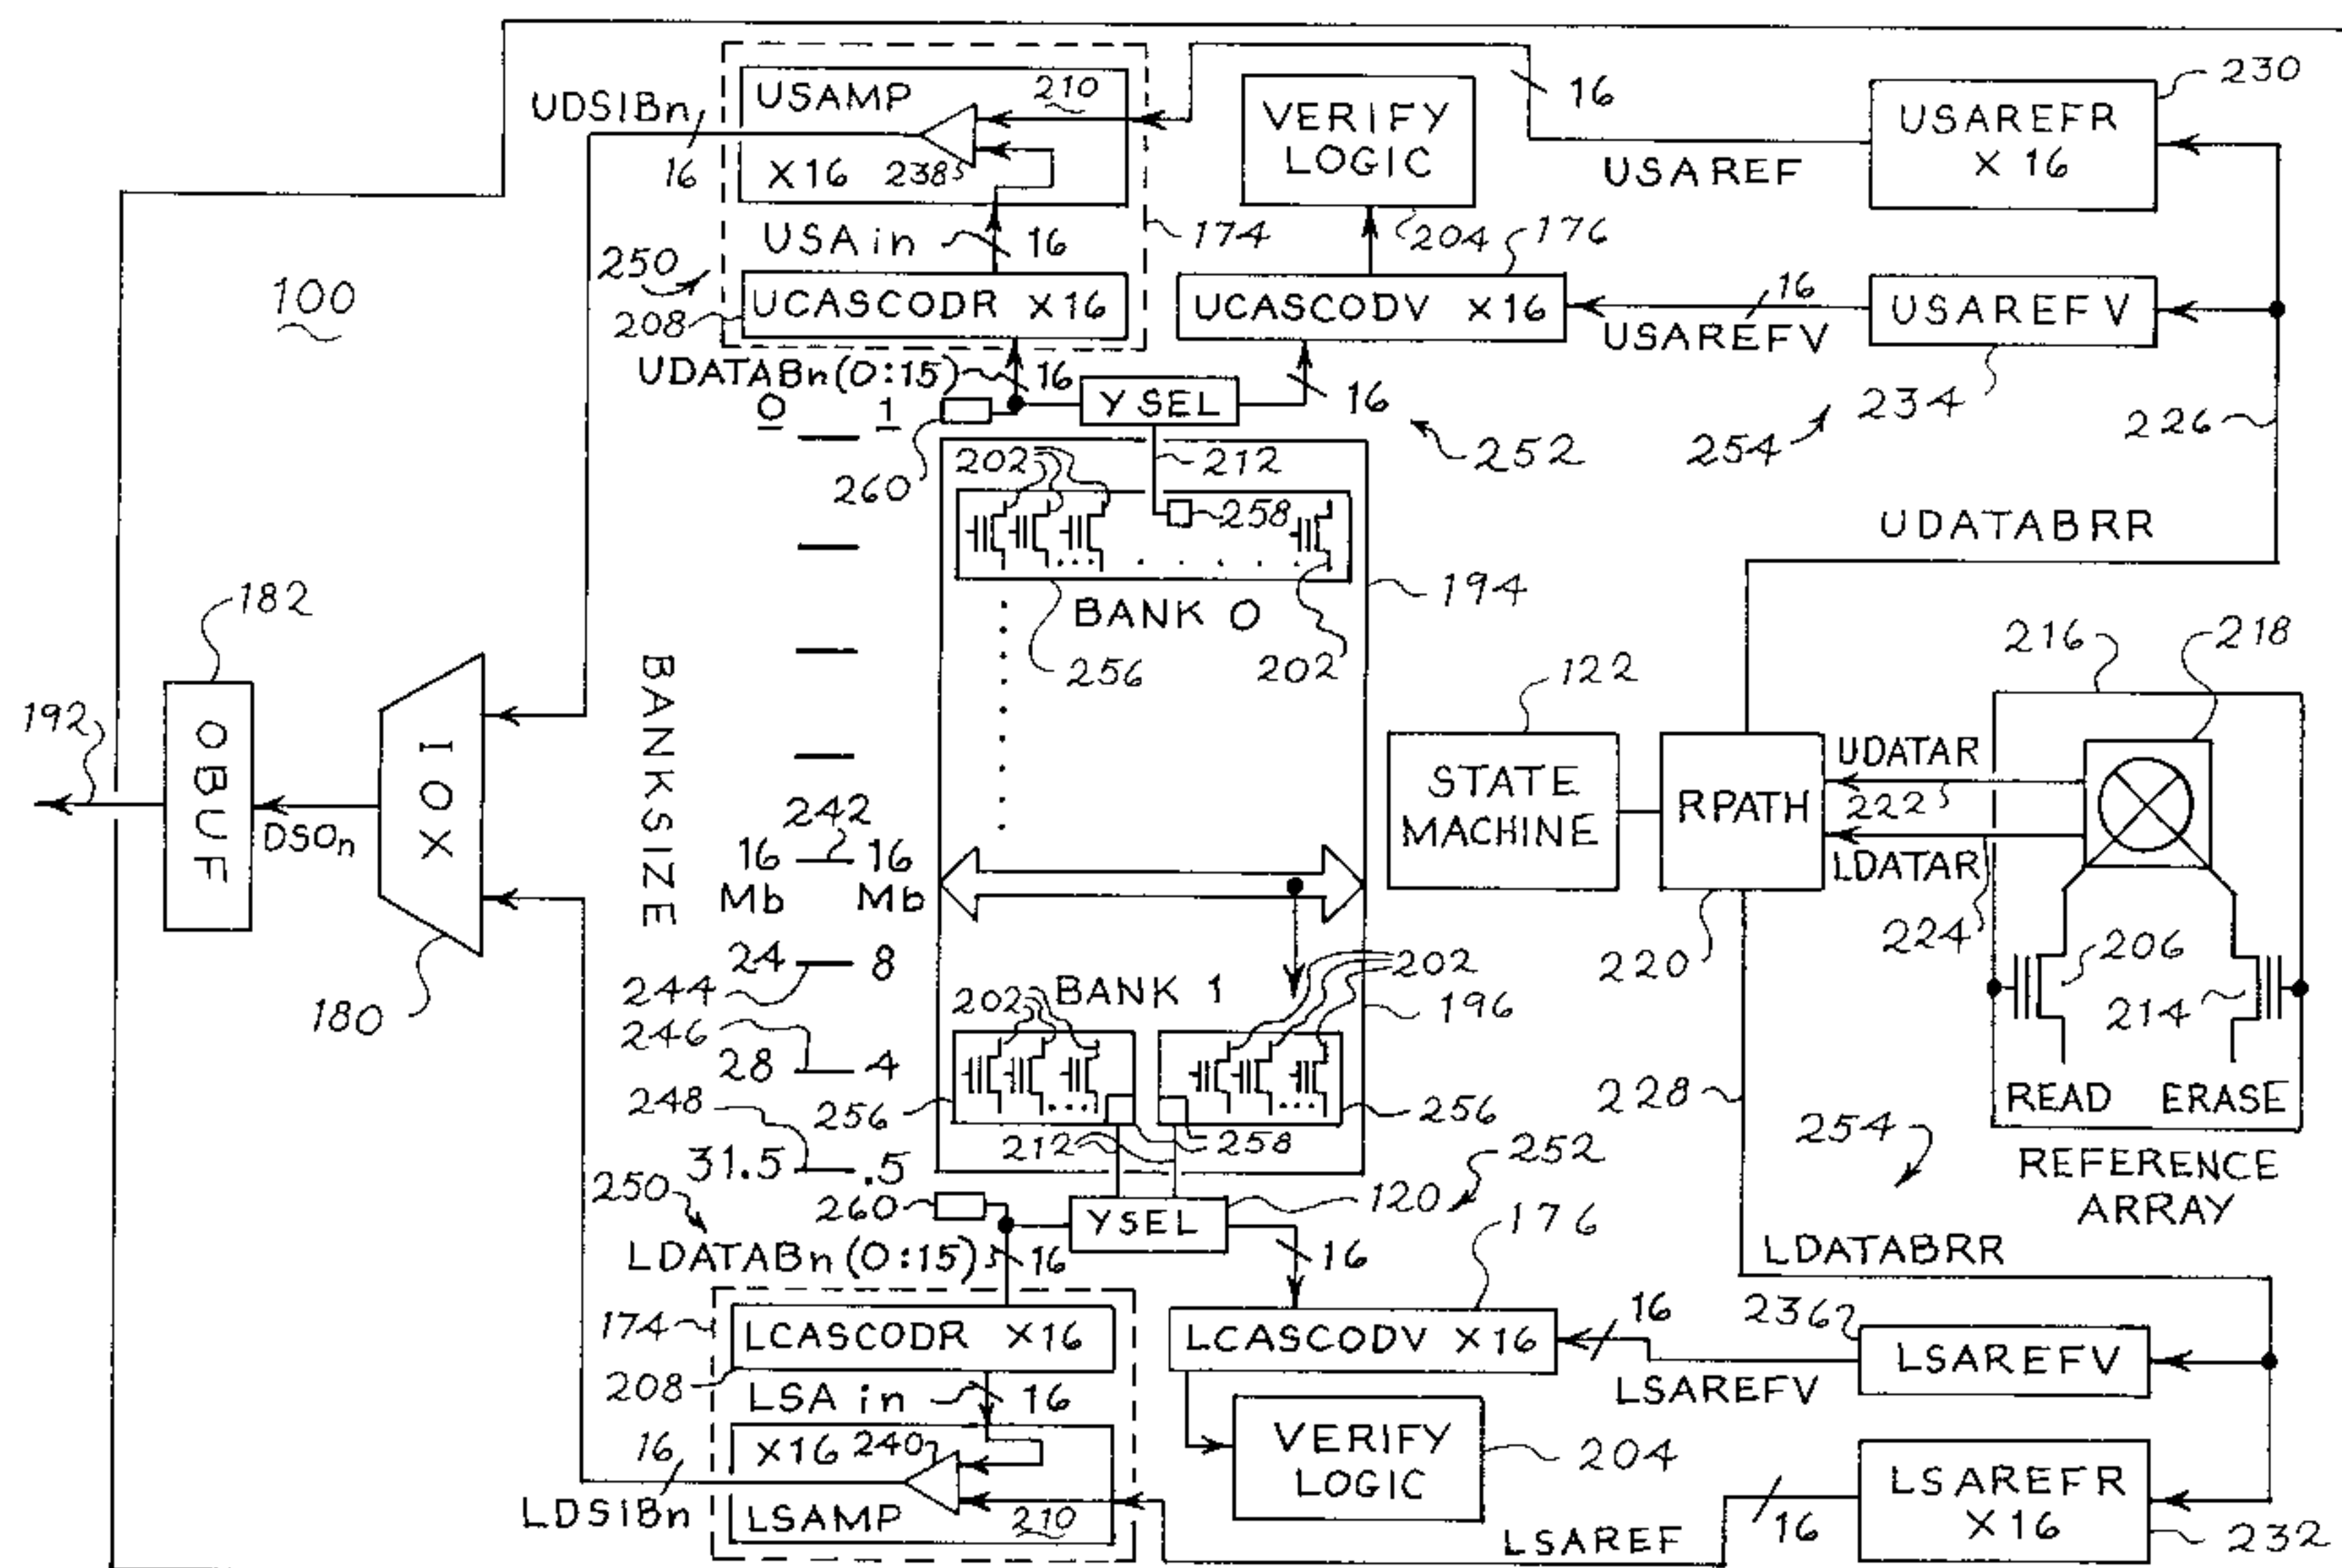 100
UDSIBn
16
USAMP
210
X16
238
USAin
16
174
250
208
UCASCODR X16
UDATABn(0:15)
16
VERIFY
LOGIC
204
176
UCASCODV X16
16
USAREF
USAREFR
X 16
230
16
USAREFV
USAREFV
234
254
226
YSEL
16
252
0
1
260
202
212
258
BANK 0
256
202
194
UDATABRR
182
192
OBUF
DSOn
IOX
180
BANKSIZE
242
16
16
Mb
Mb
24
8
244
246
28
4
248
31.5
.5
122
STATE
MACHINE
RPATH
220
UDATAR
222
LDATAR
224
216
218
206
214
READ
ERASE
REFERENCE
ARRAY
254
228
BANK 1
202
202
196
256
256
212
258
252
250
260
YSEL
120
176
LDATABn(0:15)
16
16
174
LCASCODR X16
208
LSA in
16
X16
240
LSAMP
210
16
LDSIBn
LCASCODV X16
VERIFY
LOGIC
204
16
LSAREFV
236
LSAREFV
LDATABRR
LSAREF
16
LSAREFR
X16
232